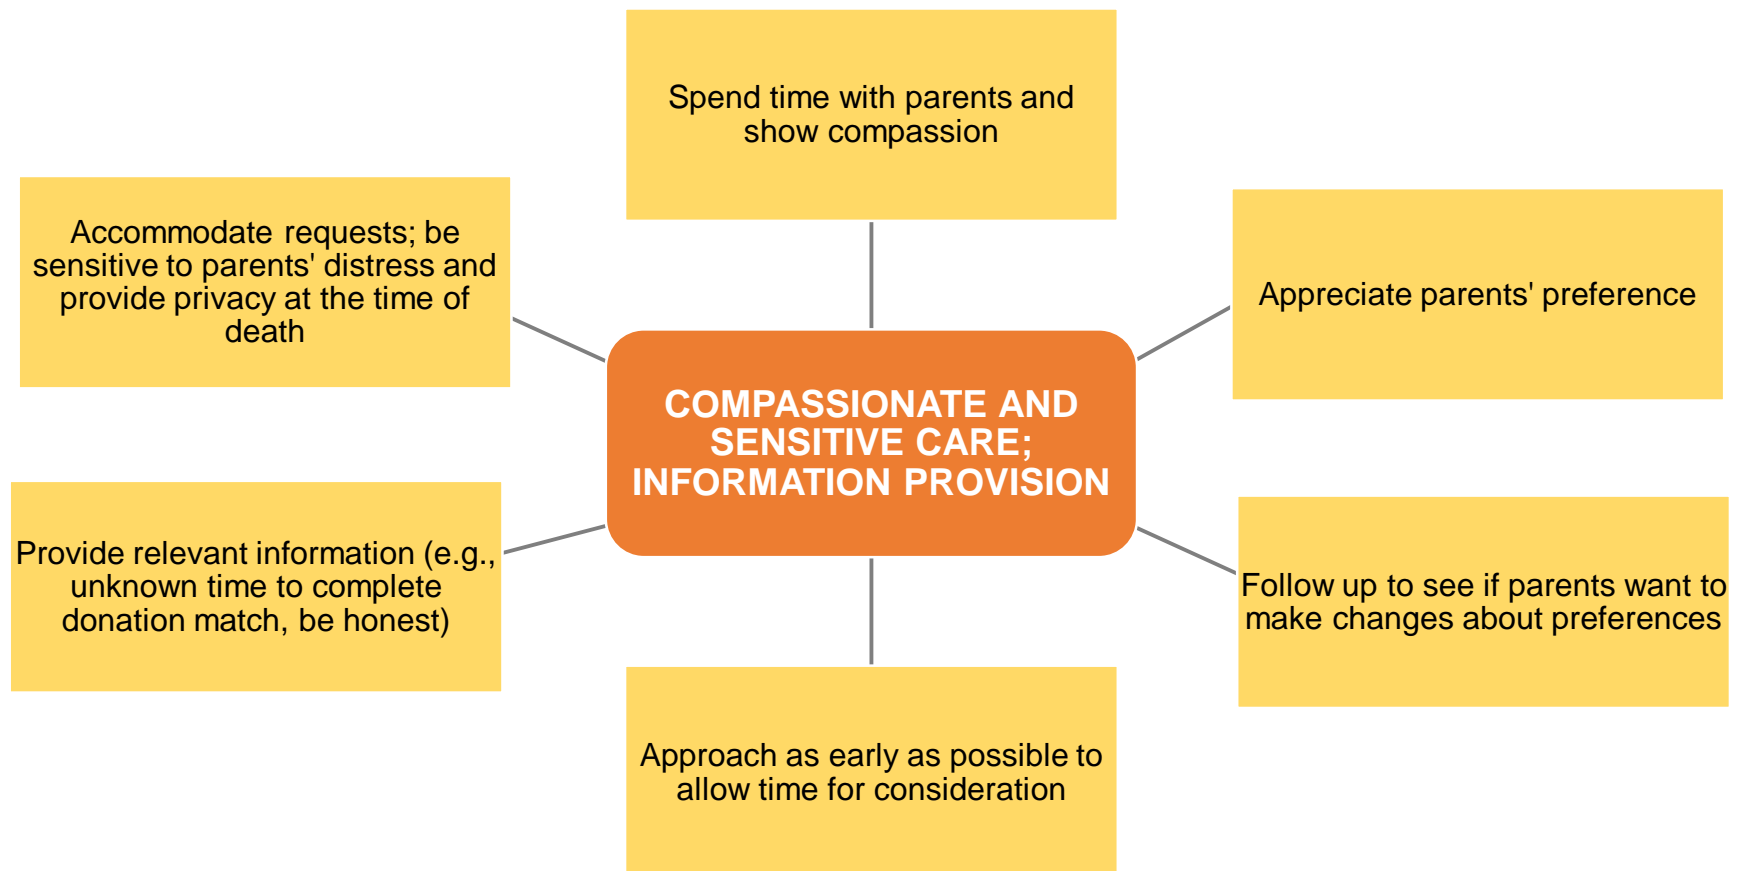 Spend time with parents and
show compassion
Accommodate requests; be
sensitive to parents' distress and
provide privacy at the time of
death
Appreciate parents' preference
COMPASSIONATE AND
SENSITIVE CARE;
INFORMATION PROVISION
Provide relevant information (e.g.,
unknown time to complete
donation match, be honest)
Follow up to see if parents want to
make changes about preferences
Approach as early as possible to
allow time for consideration